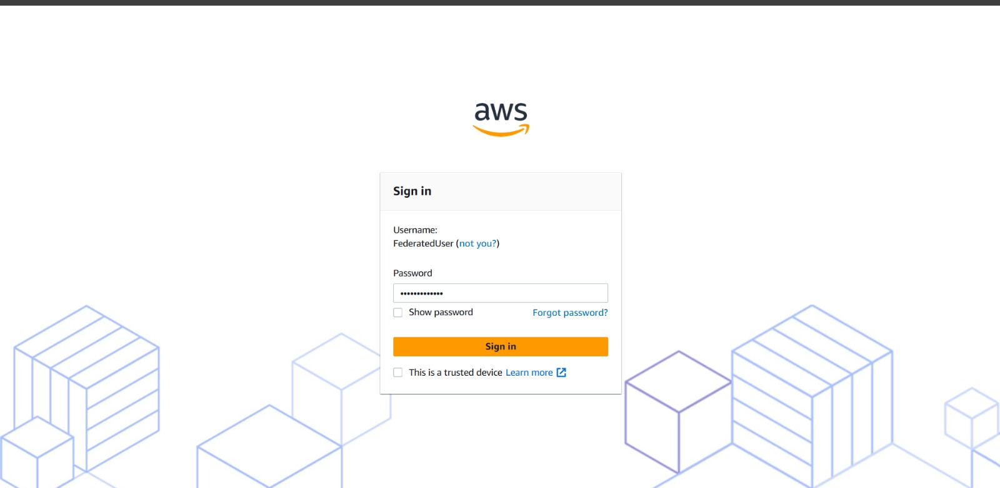 aws
Sign in
Username:
FederatedUser (not you?)
Password
•••••••••••••
Show password
Forgot password?
Sign in
This is a trusted device Learn more